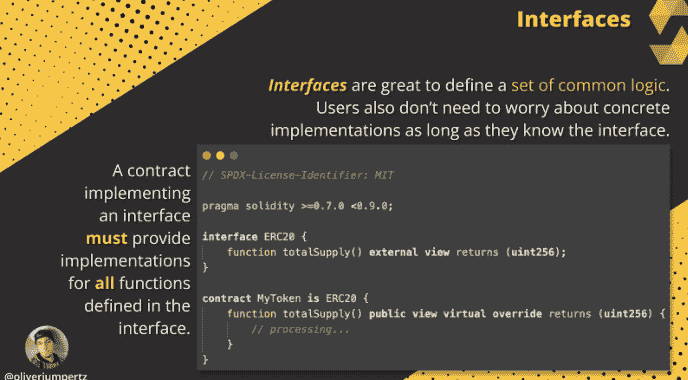 Interfaces
Interfaces are great to define a set of common logic.
Users also don't need to worry about concrete
implementations as long as they know the interface.
A contract
implementing
an interface
must provide
implementations
for all functions
defined in the
interface.
// SPDX-License-Identifier: MIT
pragma solidity >=0.7.0 <0.9.0;
interface ERC20 {
function totalSupply() external view returns (uint256);
}
contract MyToken is ERC20 {
function totalSupply() public view virtual override returns (uint256) {
// processing...
}
}
@oliverjumpertz